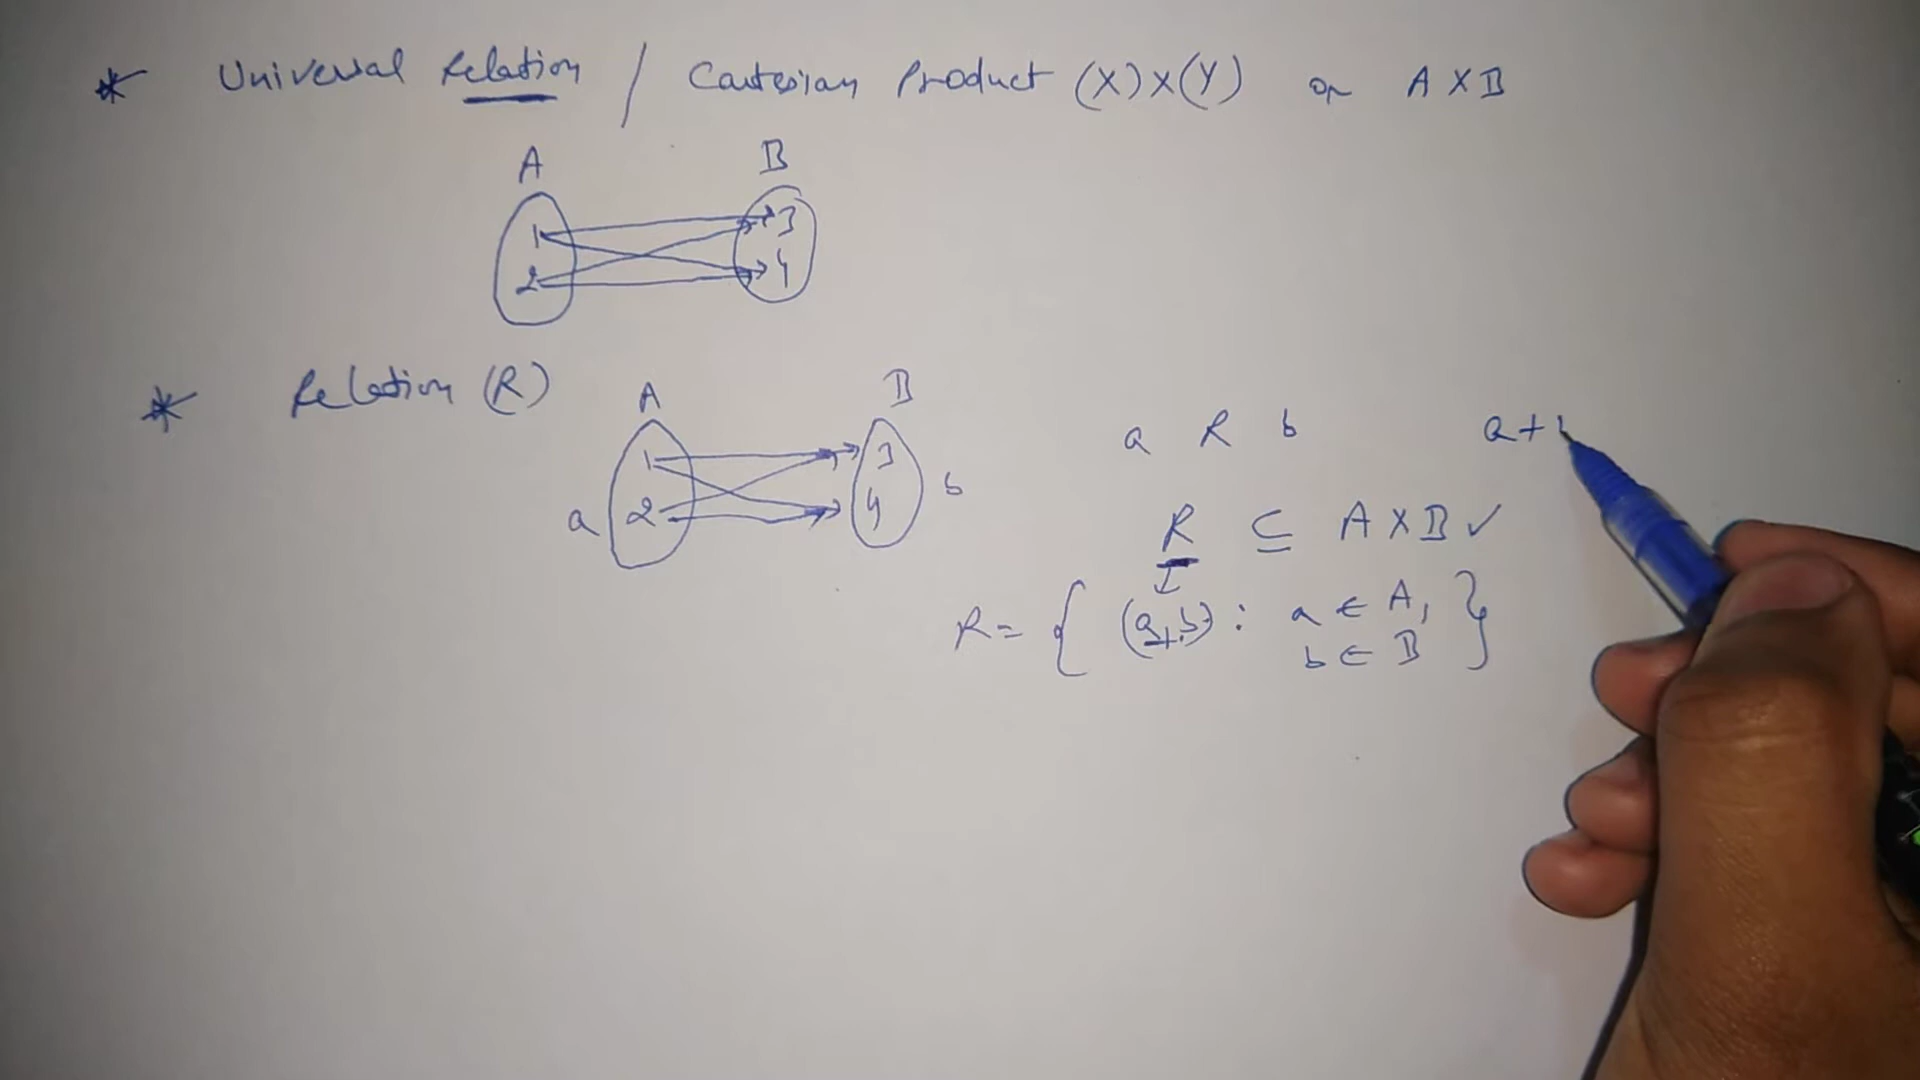 * Universal Relation / Cartesian Product (X)x(Y) or A X B
A B
1 3
2 4
* Relation (R)
A B
1 3
a 2 4 b
a R b a +
R ⊆ A X B ✓
R = { (a, b) : a ∈ A,
b ∈ B }